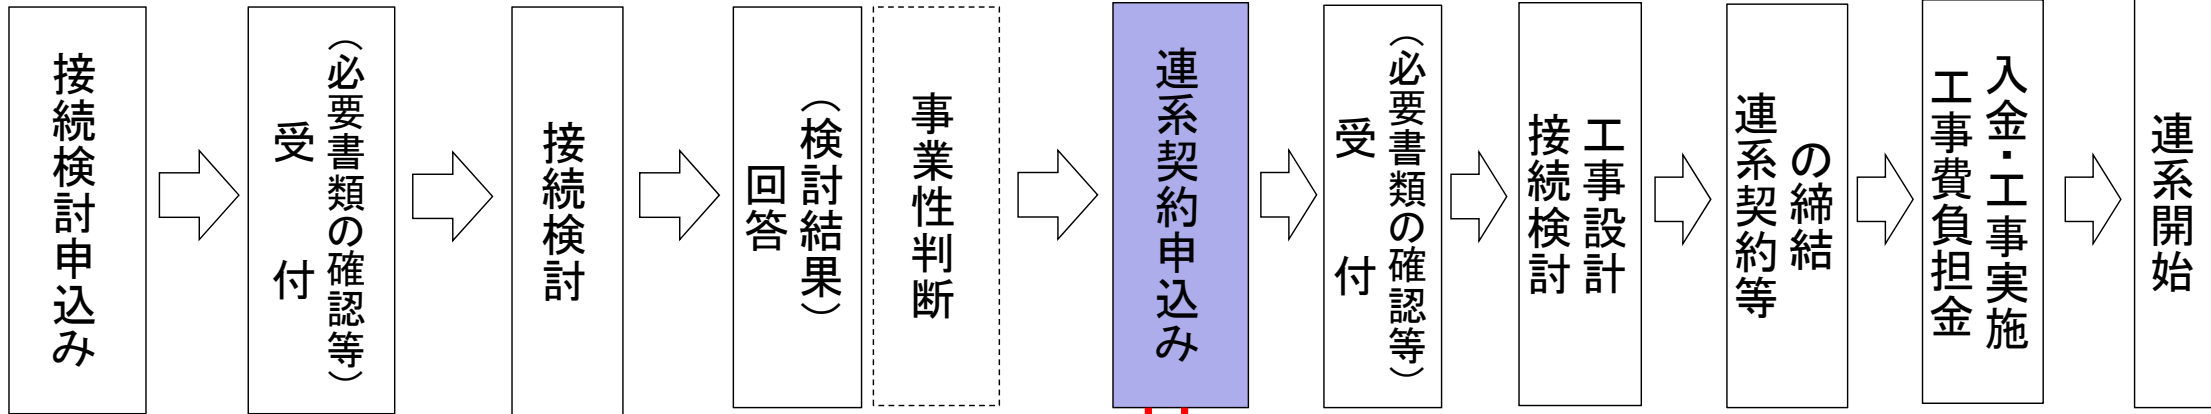 接続検討申込み
（必要書類の確認等）
受付
接続検討
（検討結果）
回答
事業性判断
連系契約申込み
（必要書類の確認等）
受付
工事設計
接続検討
の締結
連系契約等
入金・工事実施
工事費負担金
連系開始